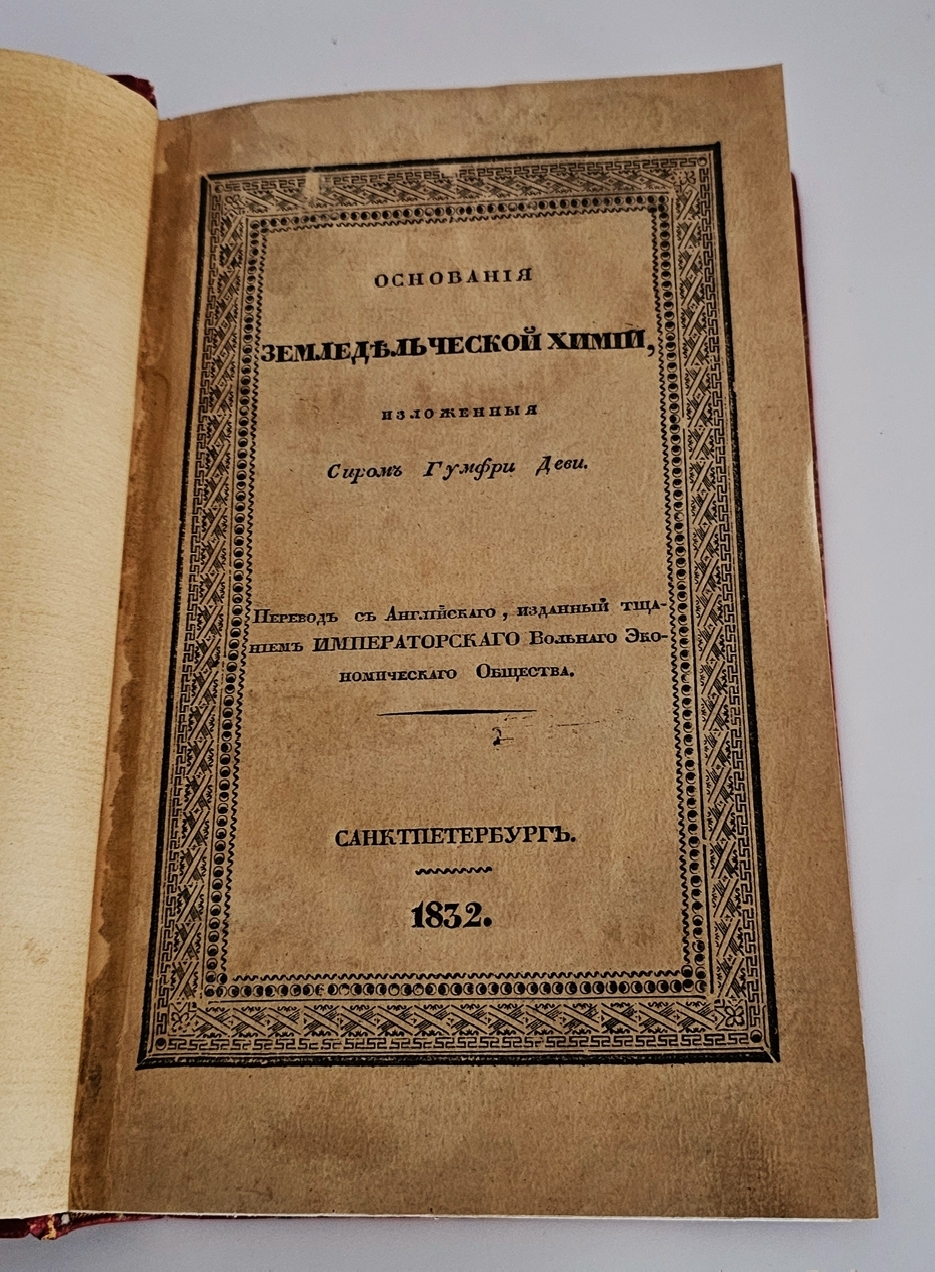 ОСНОВАНІЯ
ЗЕМЛЕДѢЛЬЧЕСКОЙ ХИМІИ,
ИЗЛОЖЕННЫЯ
Сиромъ Гумфри Деви.
Переводъ съ Англійскаго, изданный тща-
ніемъ ИМПЕРАТОРСКАГО Вольнаго Эко-
номическаго Общества.
САНКТПЕТЕРБУРГЪ.
1832.